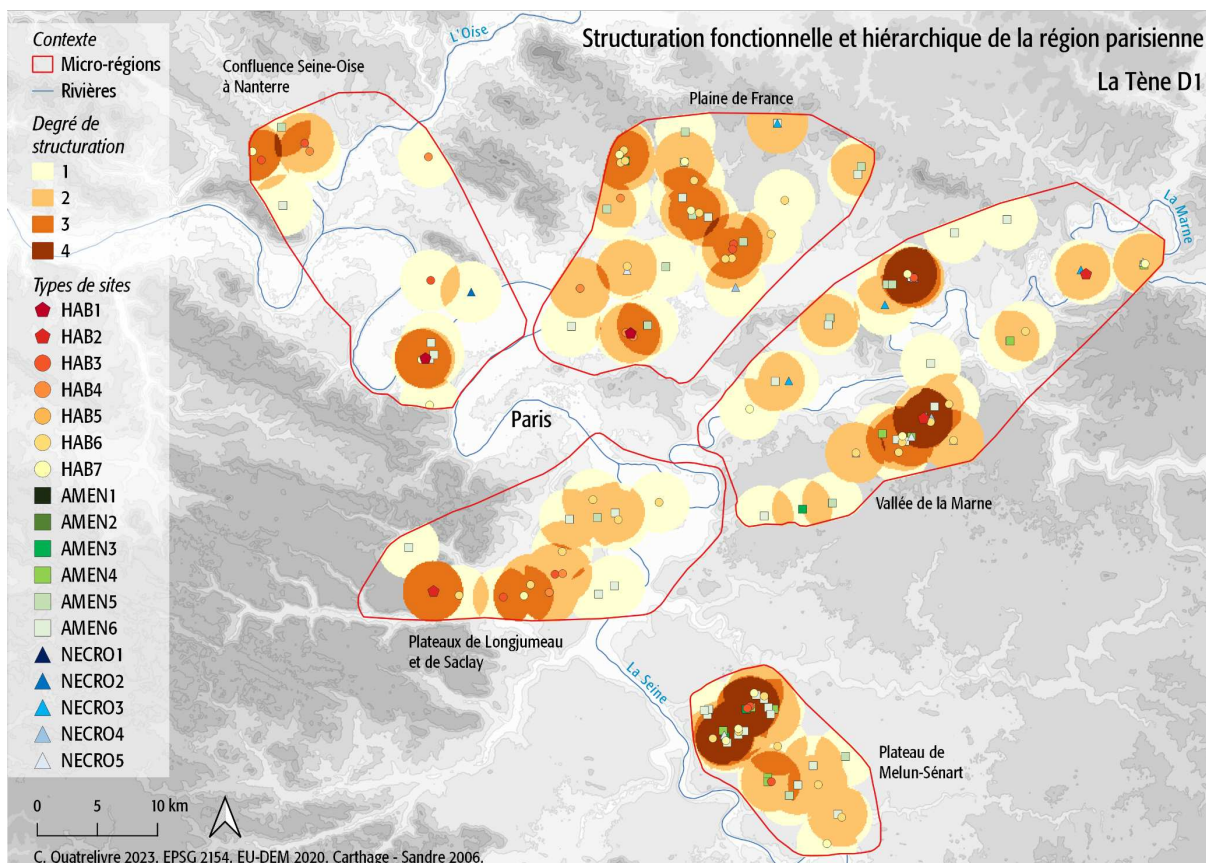 Structuration fonctionnelle et hiérarchique de la région parisienne
La Tène D1
Contexte
Micro-régions
Rivières
Degré de
structuration
1
2
3
4
Types de sites
HAB1
HAB2
HAB3
HAB4
HAB5
HAB6
HAB7
AMEN1
AMEN2
AMEN3
AMEN4
AMEN5
AMEN6
NECRO1
NECRO2
NECRO3
NECRO4
NECRO5
0 5 10 km
C. Quatrelivre 2023. EPSG 2154. EU-DEM 2020. Carthage - Sandre 2006.
L'Oise
Confluence Seine-Oise
à Nanterre
Plaine de France
La Marne
Paris
Vallée de la Marne
Plateaux de Longjumeau
et de Saclay
La Seine
Plateau de
Melun-Sénart